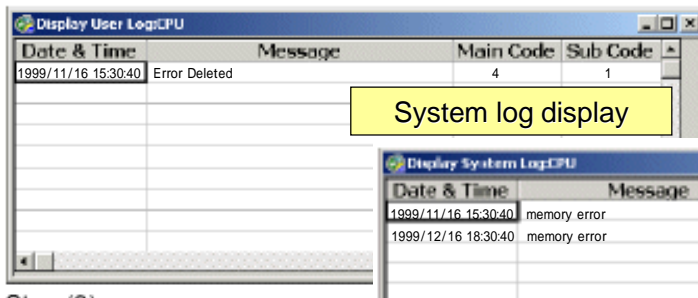 Display User Log:CPU
Date & Time Message Main Code Sub Code
1999/11/16 15:30:40 Error Deleted 4 1
System log display
Display System Log:CPU
Date & Time Message
1999/11/16 15:30:40 memory error
1999/12/16 18:30:40 memory error